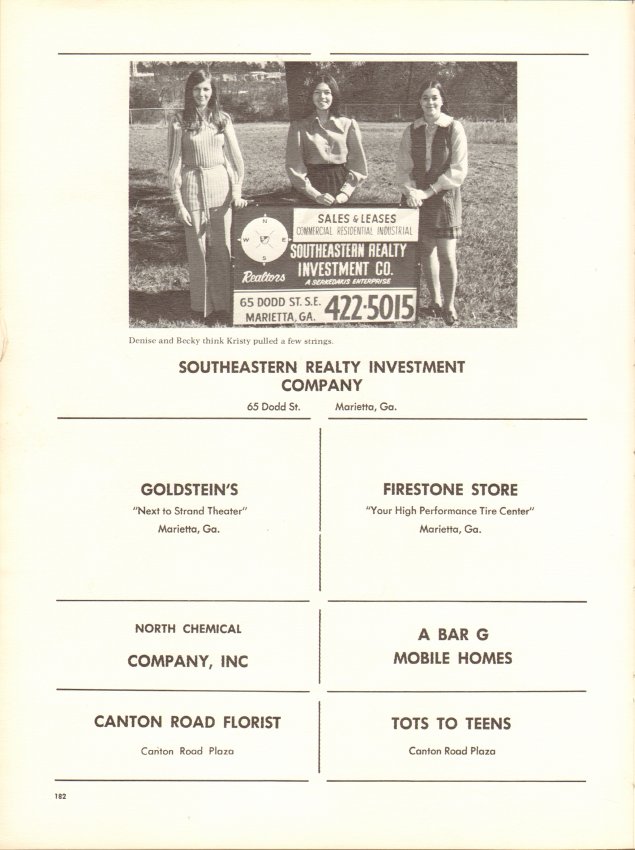 N
W E
S
Realtors
SALES & LEASES
COMMERCIAL RESIDENTIAL INDUSTRIAL
SOUTHEASTERN REALTY
INVESTMENT CO.
A SERKEDAKIS ENTERPRISE
65 DODD ST. S.E.
MARIETTA, GA.
422-5015
Denise and Becky think Kristy pulled a few strings.
SOUTHEASTERN REALTY INVESTMENT
COMPANY
65 Dodd St. Marietta, Ga.
GOLDSTEIN'S
"Next to Strand Theater"
Marietta, Ga.
FIRESTONE STORE
"Your High Performance Tire Center"
Marietta, Ga.
NORTH CHEMICAL
COMPANY, INC
A BAR G
MOBILE HOMES
CANTON ROAD FLORIST
Canton Road Plaza
TOTS TO TEENS
Canton Road Plaza
182